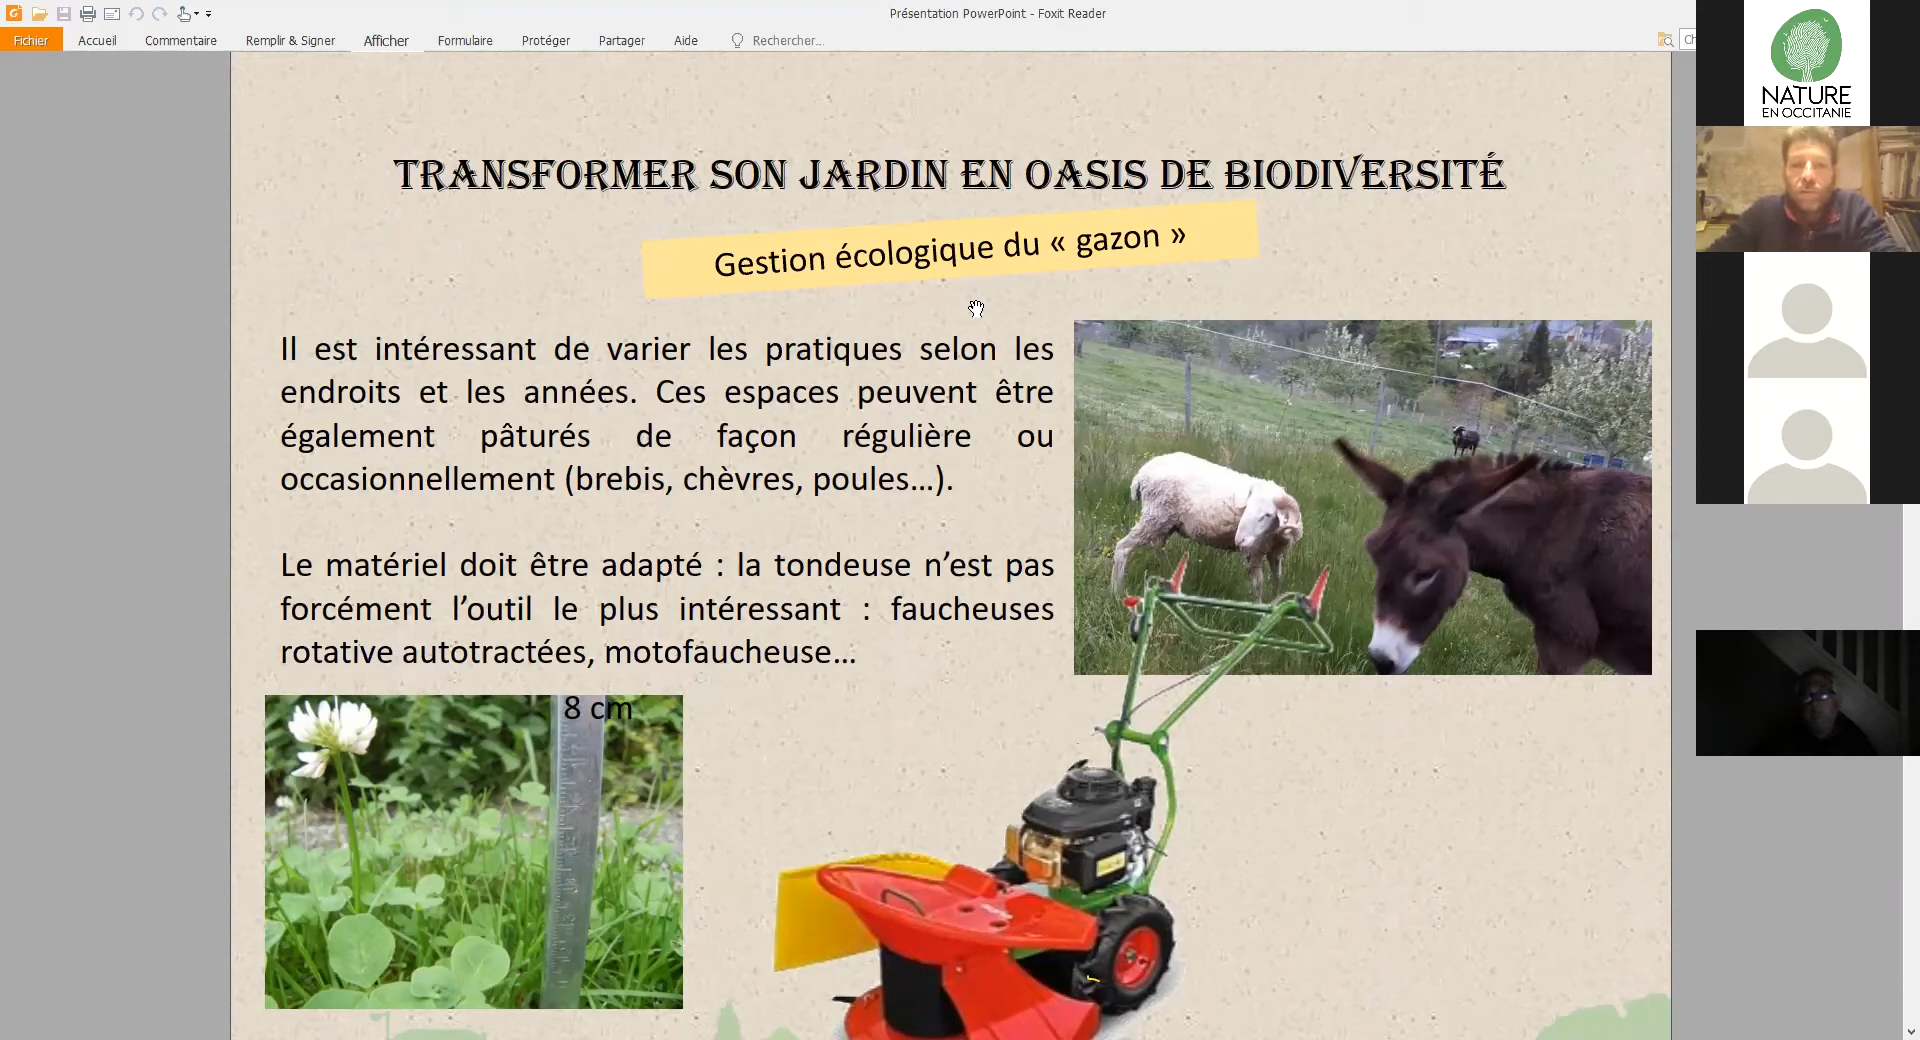 Présentation PowerPoint - Foxit Reader
Fichier Accueil Commentaire Remplir & Signer Afficher Formulaire Protéger Partager Aide Rechercher...
NATURE
EN OCCITANIE
TRANSFORMER SON JARDIN EN OASIS DE BIODIVERSITÉ
Gestion écologique du « gazon »
Il est intéressant de varier les pratiques selon les
endroits et les années. Ces espaces peuvent être
également pâturés de façon régulière ou
occasionnellement (brebis, chèvres, poules...).
Le matériel doit être adapté : la tondeuse n’est pas
forcément l’outil le plus intéressant : faucheuses
rotative autotractées, motofaucheuse...
8 cm